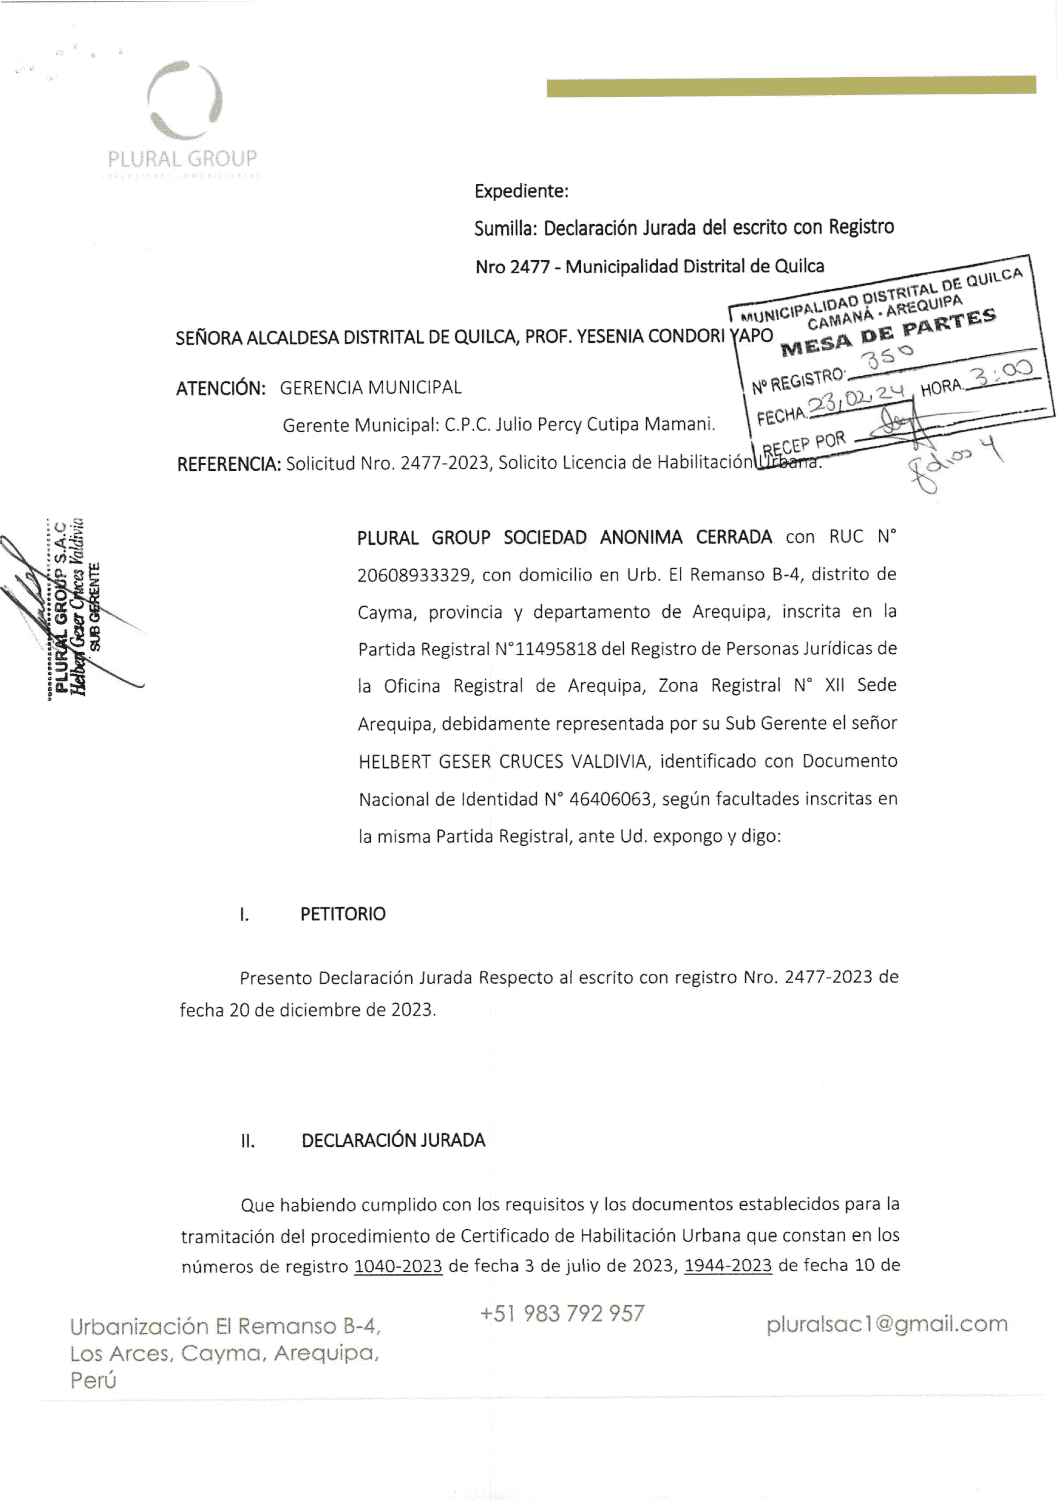 PLURAL GROUP
Expediente:
Sumilla: Declaración Jurada del escrito con Registro
Nro 2477 - Municipalidad Distrital de Quilca
MUNICIPALIDAD DISTRITAL DE QUILCA
CAMANÁ - AREQUIPA
MESA DE PARTES
Nº REGISTRO: 350
FECHA. 23,02,24 HORA. 3:00
RECEP POR
SEÑORA ALCALDESA DISTRITAL DE QUILCA, PROF. YESENIA CONDORI YAPO
ATENCIÓN: GERENCIA MUNICIPAL
Gerente Municipal: C.P.C. Julio Percy Cutipa Mamani.
REFERENCIA: Solicitud Nro. 2477-2023, Solicito Licencia de Habilitación Urbana.
PLURAL GROUP S.A.C
Helbert Geser Cruces Valdivia
SUB GERENTE
PLURAL GROUP SOCIEDAD ANONIMA CERRADA con RUC N°
20608933329, con domicilio en Urb. El Remanso B-4, distrito de
Cayma, provincia y departamento de Arequipa, inscrita en la
Partida Registral N°11495818 del Registro de Personas Jurídicas de
la Oficina Registral de Arequipa, Zona Registral N° XII Sede
Arequipa, debidamente representada por su Sub Gerente el señor
HELBERT GESER CRUCES VALDIVIA, identificado con Documento
Nacional de Identidad N° 46406063, según facultades inscritas en
la misma Partida Registral, ante Ud. expongo y digo:
I. PETITORIO
Presento Declaración Jurada Respecto al escrito con registro Nro. 2477-2023 de
fecha 20 de diciembre de 2023.
II. DECLARACIÓN JURADA
Que habiendo cumplido con los requisitos y los documentos establecidos para la
tramitación del procedimiento de Certificado de Habilitación Urbana que constan en los
números de registro 1040-2023 de fecha 3 de julio de 2023, 1944-2023 de fecha 10 de
Urbanización El Remanso B-4,
Los Arces, Cayma, Arequipa,
Perú
+51 983 792 957
pluralsac1@gmail.com